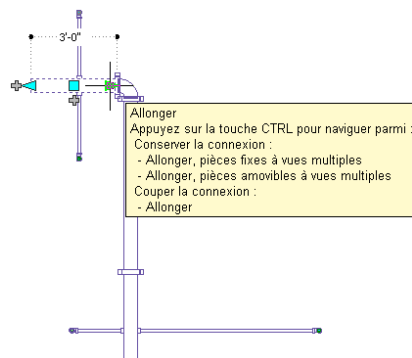 3'-0"
Allonger
Appuyez sur la touche CTRL pour naviguer parmi :
Conserver la connexion :
- Allonger, pièces fixes à vues multiples
- Allonger, pièces amovibles à vues multiples
Couper la connexion :
- Allonger